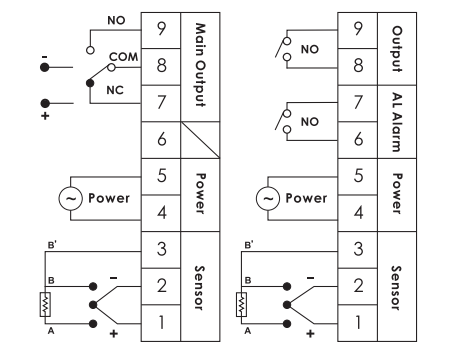 NO
COM
NC
-
+
9
8
7
6
5
4
3
2
1
Main Output
Power
Sensor
~ Power
B'
B
A
-
+
NO
NO
9
8
7
6
5
4
3
2
1
Output
AL Alarm
Power
Sensor
~ Power
B'
B
A
-
+